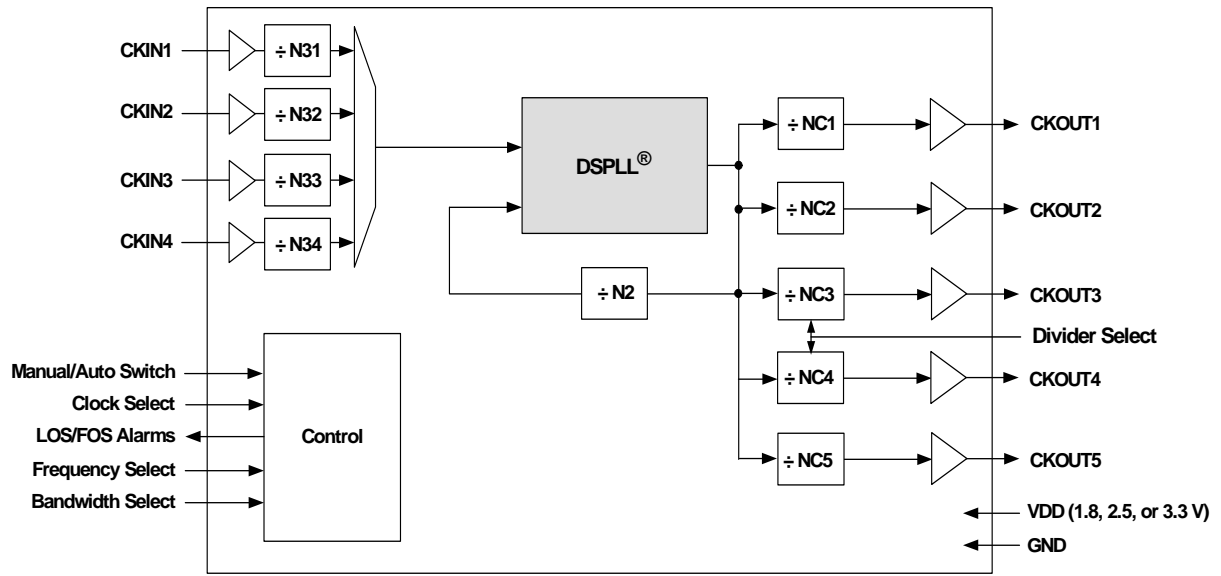 CKIN1
÷ N31
CKIN2
÷ N32
CKIN3
÷ N33
CKIN4
÷ N34
DSPLL®
÷ N2
÷ NC1
CKOUT1
÷ NC2
CKOUT2
÷ NC3
CKOUT3
Divider Select
÷ NC4
CKOUT4
÷ NC5
CKOUT5
Manual/Auto Switch
Clock Select
LOS/FOS Alarms
Frequency Select
Bandwidth Select
Control
VDD (1.8, 2.5, or 3.3 V)
GND